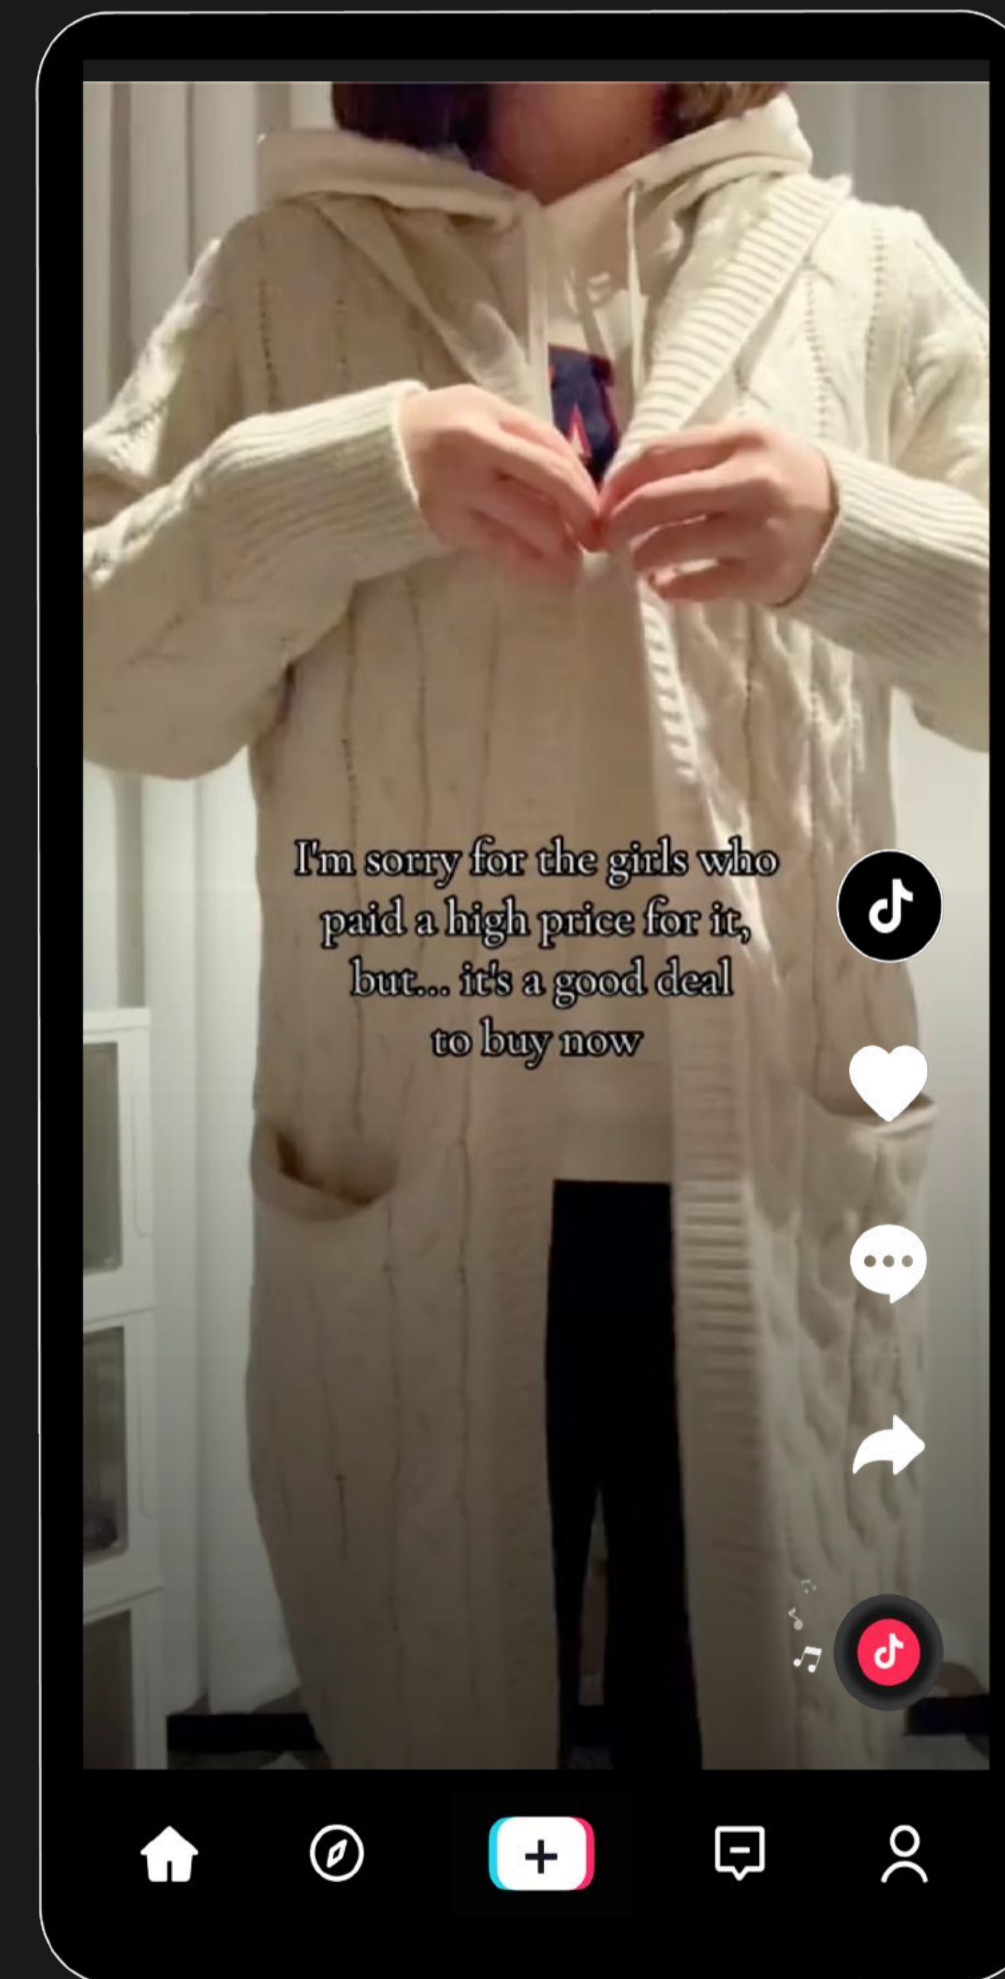 I'm sorry for the girls who
paid a high price for it,
but... it's a good deal
to buy now